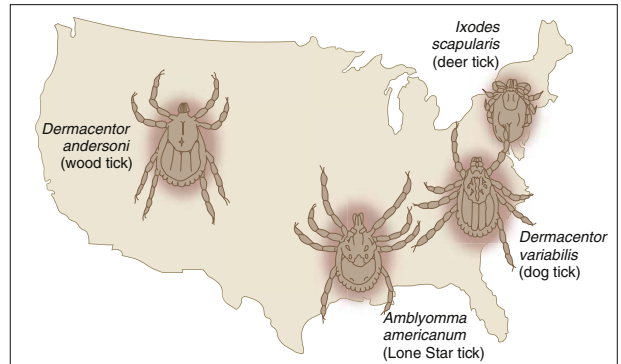 Ixodes
scapularis
(deer tick)
Dermacentor
andersoni
(wood tick)
Dermacentor
variabilis
(dog tick)
Amblyomma
americanum
(Lone Star tick)